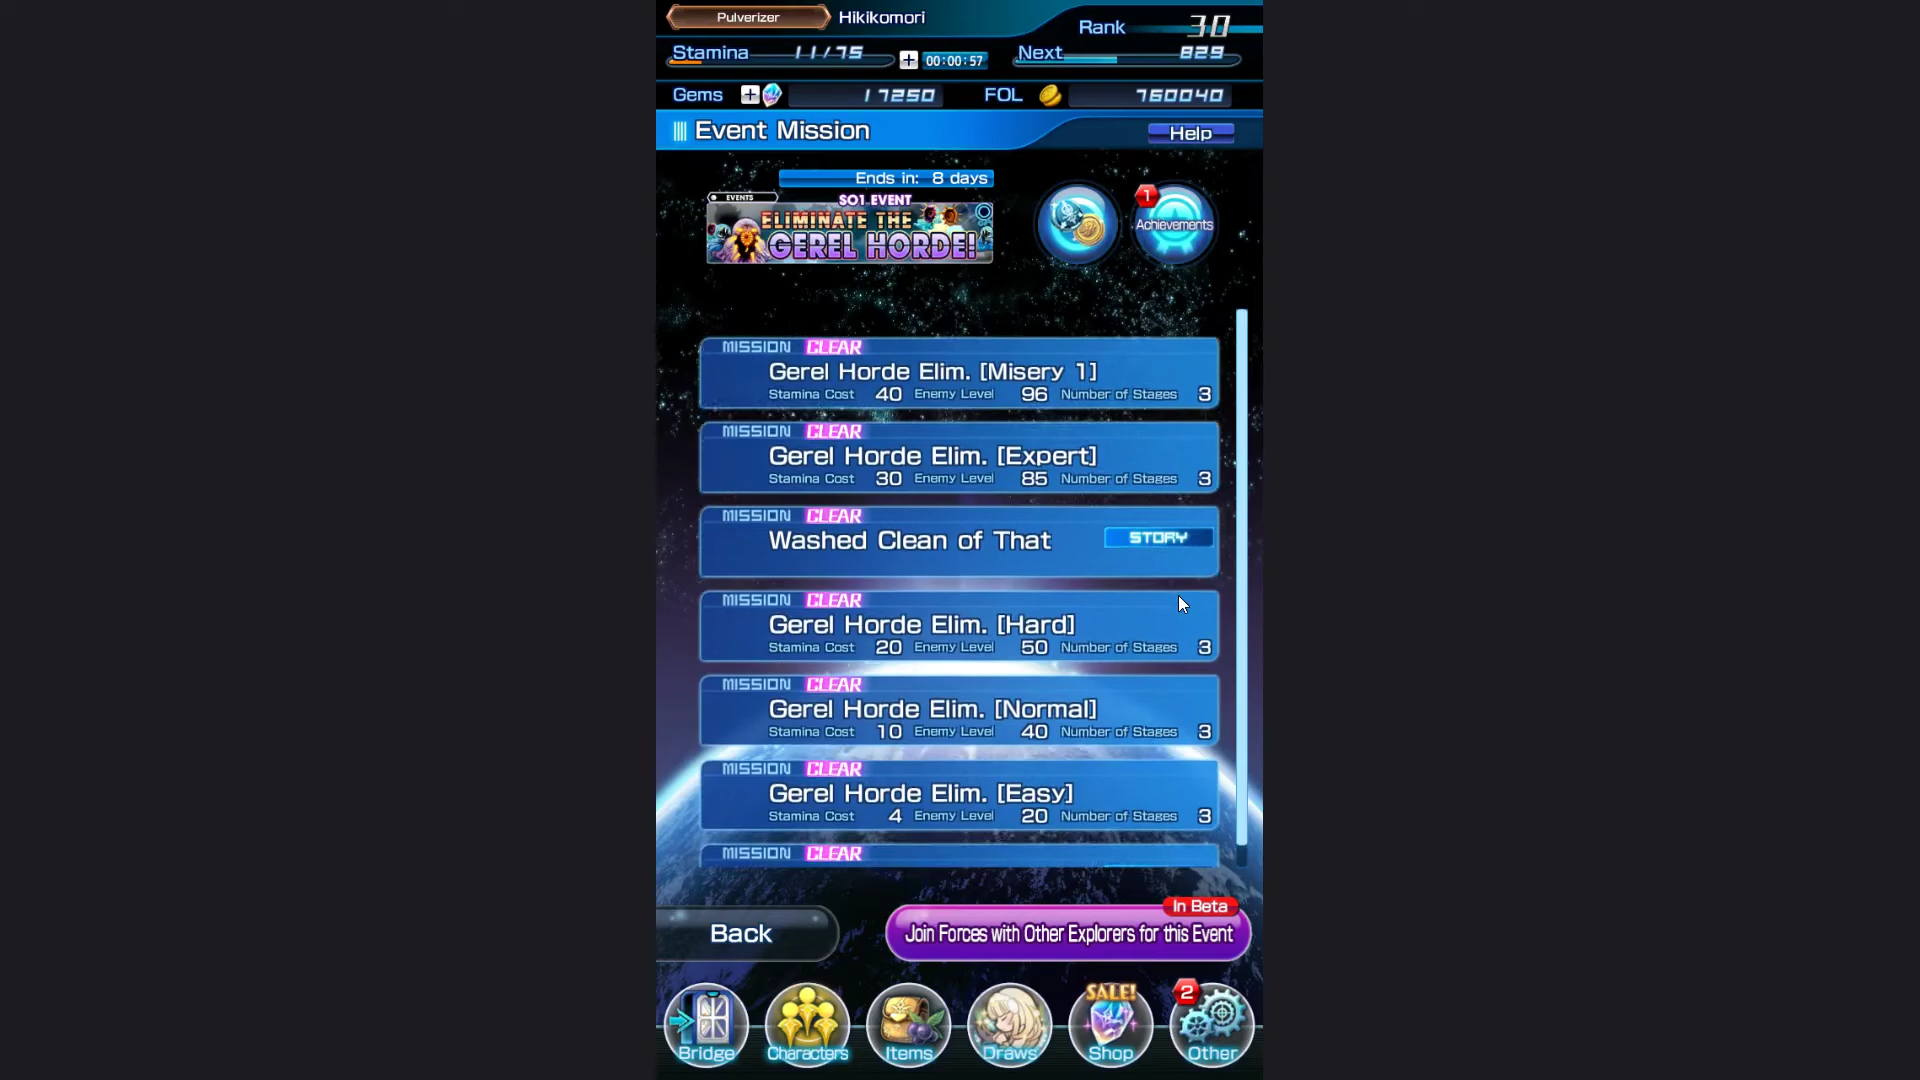 Pulverizer
Hikikomori
Rank 30
Stamina 11/75
+ 00:00:57
Next 829
Gems + 17250
FOL 760040
Event Mission
Help
Ends in: 8 days
EVENTS
SO1 EVENT
ELIMINATE THE
GEREL HORDE!
1
Achievements
MISSION CLEAR
Gerel Horde Elim. [Misery 1]
Stamina Cost 40 Enemy Level 96 Number of Stages 3
MISSION CLEAR
Gerel Horde Elim. [Expert]
Stamina Cost 30 Enemy Level 85 Number of Stages 3
MISSION CLEAR
Washed Clean of That
STORY
MISSION CLEAR
Gerel Horde Elim. [Hard]
Stamina Cost 20 Enemy Level 50 Number of Stages 3
MISSION CLEAR
Gerel Horde Elim. [Normal]
Stamina Cost 10 Enemy Level 40 Number of Stages 3
MISSION CLEAR
Gerel Horde Elim. [Easy]
Stamina Cost 4 Enemy Level 20 Number of Stages 3
MISSION CLEAR
In Beta
Back
Join Forces with Other Explorers for this Event
SALE!
2
Bridge
Characters
Items
Draws
Shop
Other